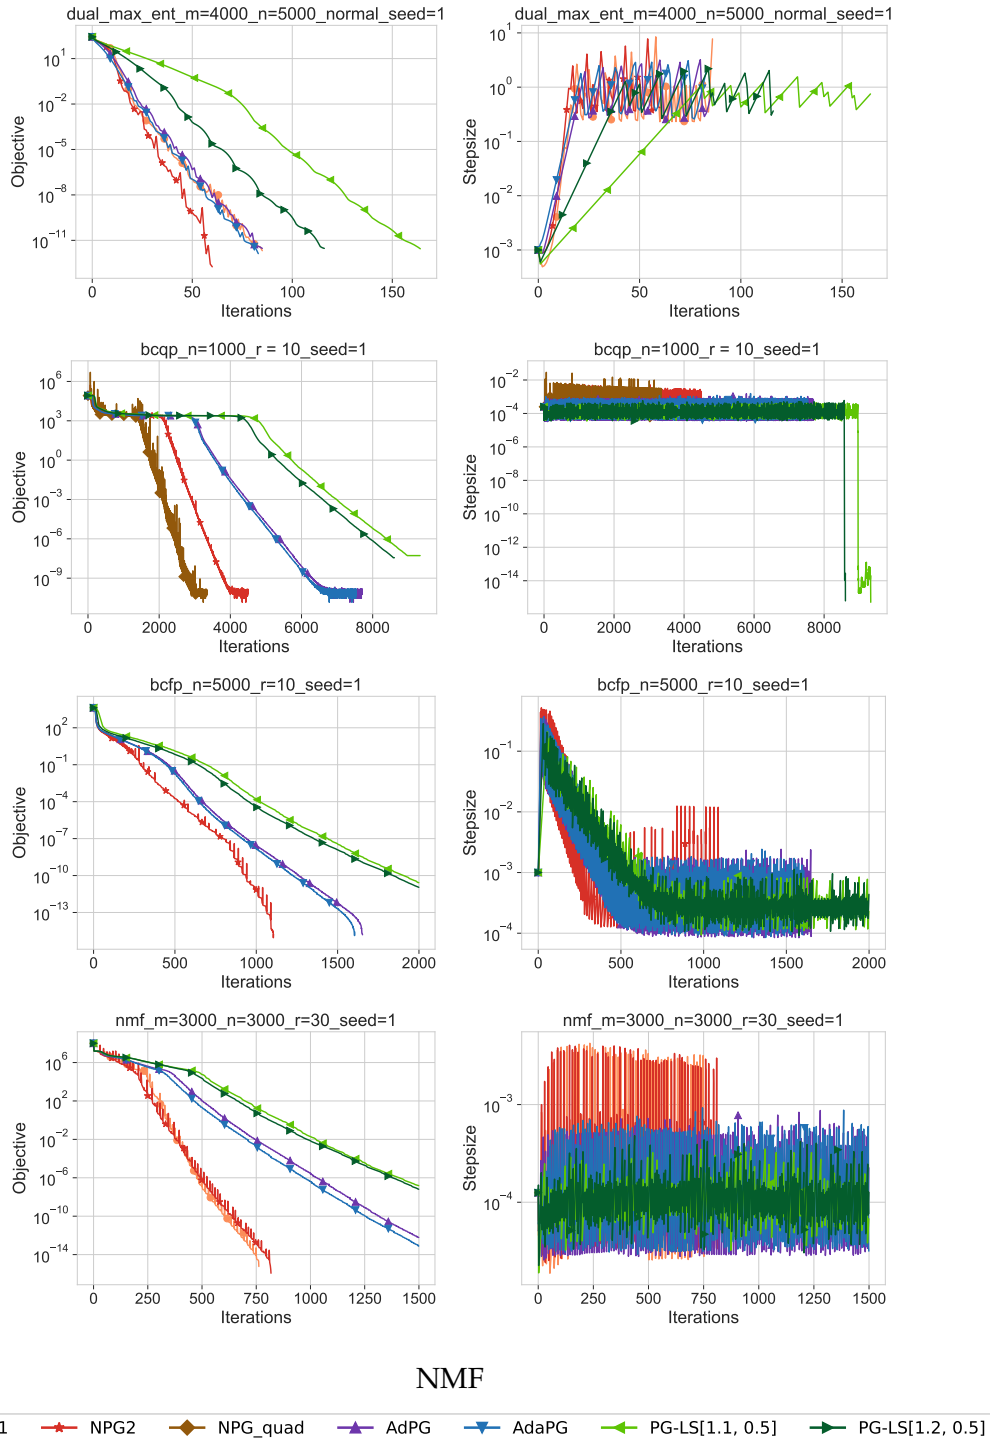 dual_max_ent_m=4000_n=5000_normal_seed=1
10^1
10^-2
10^-5
10^-8
10^-11
Objective
0 50 100 150
Iterations
dual_max_ent_m=4000_n=5000_normal_seed=1
10^1
10^0
10^-1
10^-2
10^-3
Stepsize
0 50 100 150
Iterations
bcqp_n=1000_r = 10_seed=1
10^6
10^3
10^0
10^-3
10^-6
10^-9
Objective
0 2000 4000 6000 8000
Iterations
bcqp_n=1000_r = 10_seed=1
10^-2
10^-4
10^-6
10^-8
10^-10
10^-12
10^-14
Stepsize
0 2000 4000 6000 8000
Iterations
bcfp_n=5000_r=10_seed=1
10^2
10^-1
10^-4
10^-7
10^-10
10^-13
Objective
0 500 1000 1500 2000
Iterations
bcfp_n=5000_r=10_seed=1
10^-1
10^-2
10^-3
10^-4
Stepsize
0 500 1000 1500 2000
Iterations
nmf_m=3000_n=3000_r=30_seed=1
10^6
10^2
10^-2
10^-6
10^-10
10^-14
Objective
0 250 500 750 1000 1250 1500
Iterations
nmf_m=3000_n=3000_r=30_seed=1
10^-3
10^-4
Stepsize
0 250 500 750 1000 1250 1500
Iterations
NMF
1 NPG2 NPG_quad AdPG AdaPG PG-LS[1.1, 0.5] PG-LS[1.2, 0.5]